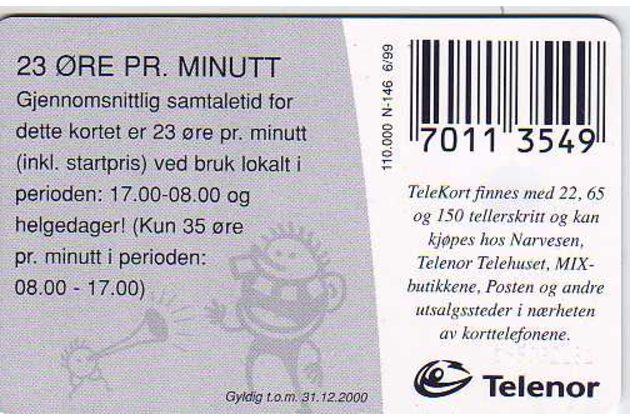 23 ØRE PR. MINUTT
Gjennomsnittlig samtaletid for
dette kortet er 23 øre pr. minutt
(inkl. startpris) ved bruk lokalt i
perioden: 17.00-08.00 og
helgedager! (Kun 35 øre
pr. minutt i perioden:
08.00 - 17.00)
Gyldig t.o.m. 31.12.2000
110.000 N-146 6/99
7011 3549
TeleKort finnes med 22, 65
og 150 tellerskritt og kan
kjøpes hos Narvesen,
Telenor Telehuset, MIX-
butikkene, Posten og andre
utsalgssteder i nærheten
av korttelefonene.
Telenor